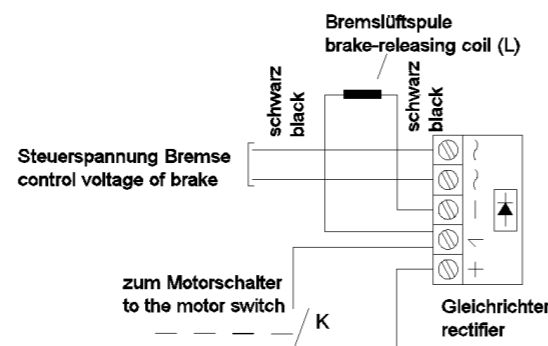 Bremslüftspule
brake-releasing coil (L)
schwarz
black
schwarz
black
Steuerspannung Bremse
control voltage of brake
zum Motorschalter
to the motor switch
K
+
Gleichrichter
rectifier